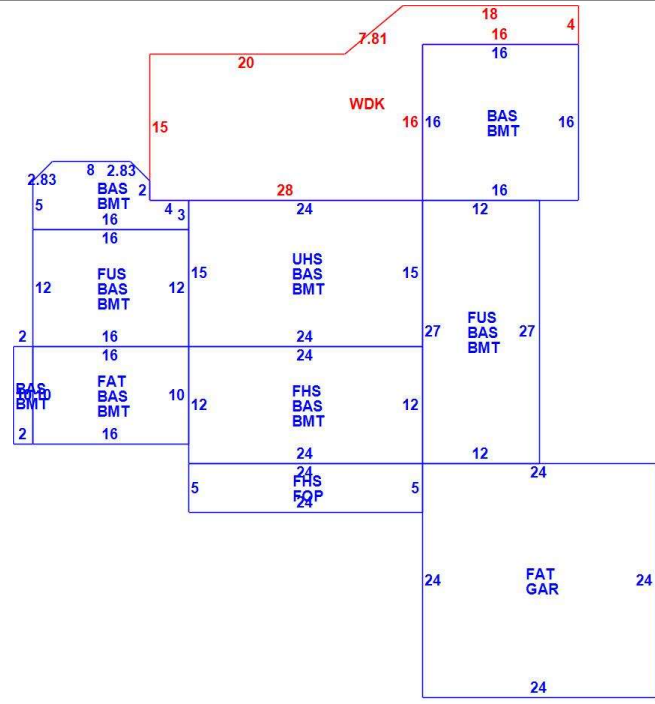 18
4
7.81
16
16
20
WDK
15
16
16
BAS
BMT
16
8
2.83
2.83
2
BAS
BMT
5
28
16
4
3
24
12
16
16
UHS
BAS
BMT
15
15
FUS
BAS
BMT
12
12
FUS
BAS
BMT
27
27
2
16
24
16
24
FAT
BAS
BMT
10
FHS
BAS
BMT
12
12
BAS
BMT
10
10
2
16
24
12
24
24
FHS
FOP
5
5
24
FAT
GAR
24
24
24